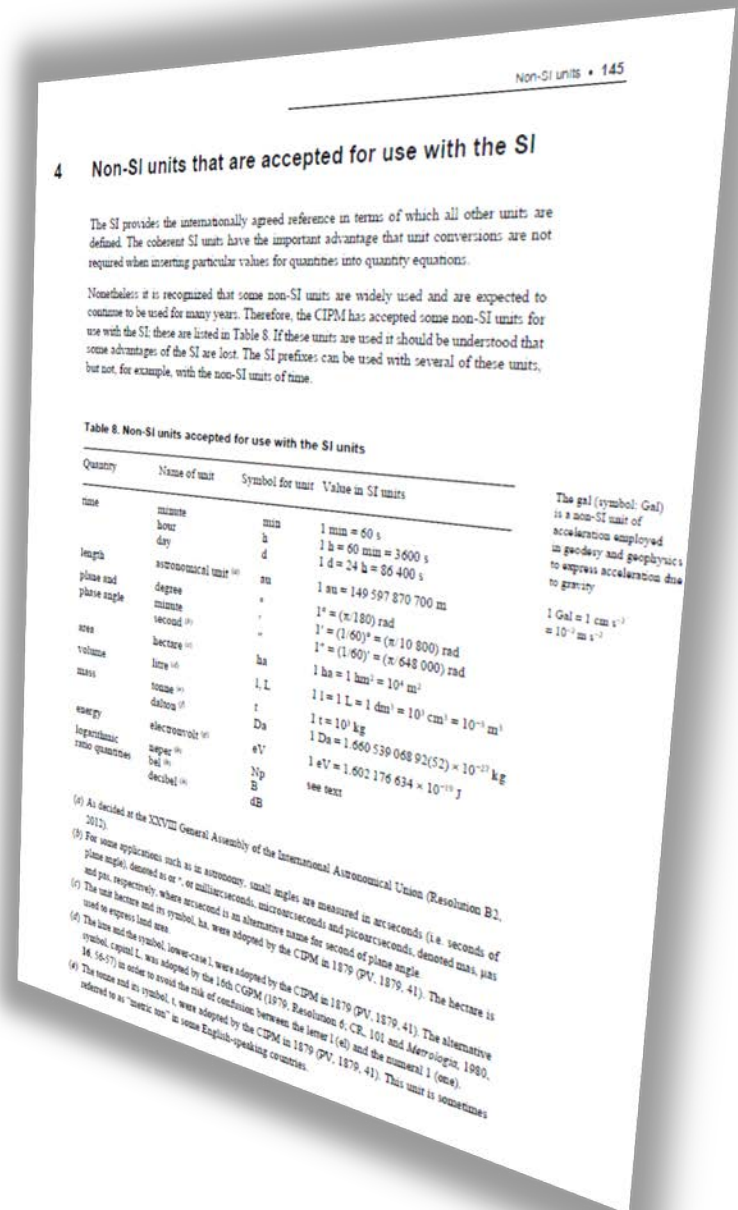 Non-SI units • 145
4 Non-SI units that are accepted for use with the SI
The SI provides the internationally agreed reference in terms of which all other units are
defined. The coherent SI units have the important advantage that unit conversions are not
required when inserting particular values for quantities into quantity equations.
Nonetheless it is recognized that some non-SI units are widely used and are expected to
continue to be used for many years. Therefore, the CIPM has accepted some non-SI units for
use with the SI; these are listed in Table 8. If these units are used it should be understood that
some advantages of the SI are lost. The SI prefixes can be used with several of these units,
but not, for example, with the non-SI units of time.
Table 8. Non-SI units accepted for use with the SI units
Quantity Name of unit Symbol for unit Value in SI units
time minute min 1 min = 60 s
hour h 1 h = 60 min = 3600 s
day d 1 d = 24 h = 86 400 s
length astronomical unit (a) au 1 au = 149 597 870 700 m
plane and degree ° 1° = (π/180) rad
phase angle minute ′ 1′ = (1/60)° = (π/10 800) rad
second (b) ″ 1″ = (1/60)′ = (π/648 000) rad
area hectare (c) ha 1 ha = 1 hm² = 10⁴ m²
volume litre (d) l, L 1 l = 1 L = 1 dm³ = 10³ cm³ = 10⁻³ m³
mass tonne (e) t 1 t = 10³ kg
dalton (f) Da 1 Da = 1.660 539 068 92(52) × 10⁻²⁷ kg
energy electronvolt (g) eV 1 eV = 1.602 176 634 × 10⁻¹⁹ J
logarithmic neper (h) Np see text
ratio quantities bel (h) B
decibel (h) dB
The gal (symbol: Gal)
is a non-SI unit of
acceleration employed
in geodesy and geophysics
to express acceleration due
to gravity
1 Gal = 1 cm s⁻²
= 10⁻² m s⁻²
(a) As decided at the XXVIII General Assembly of the International Astronomical Union (Resolution B2,
2012).
(b) For some applications such as in astronomy, small angles are measured in arcseconds (i.e. seconds of
plane angle), denoted as or ″, or milliarcseconds, microarcseconds and picoarcseconds, denoted mas, µas
and pas, respectively, where arcsecond is an alternative name for second of plane angle.
(c) The unit hectare and its symbol, ha, were adopted by the CIPM in 1879 (PV, 1879, 41). The hectare is
used to express land area.
(d) The litre and the symbol, lower-case l, were adopted by the CIPM in 1879 (PV, 1879, 41). The alternative
symbol, capital L, was adopted by the 16th CGPM (1979, Resolution 6; CR, 101 and Metrologia, 1980,
16, 56-57) in order to avoid the risk of confusion between the letter l (el) and the numeral 1 (one).
(e) The tonne and its symbol, t, were adopted by the CIPM in 1879 (PV, 1879, 41). This unit is sometimes
referred to as "metric ton" in some English-speaking countries.